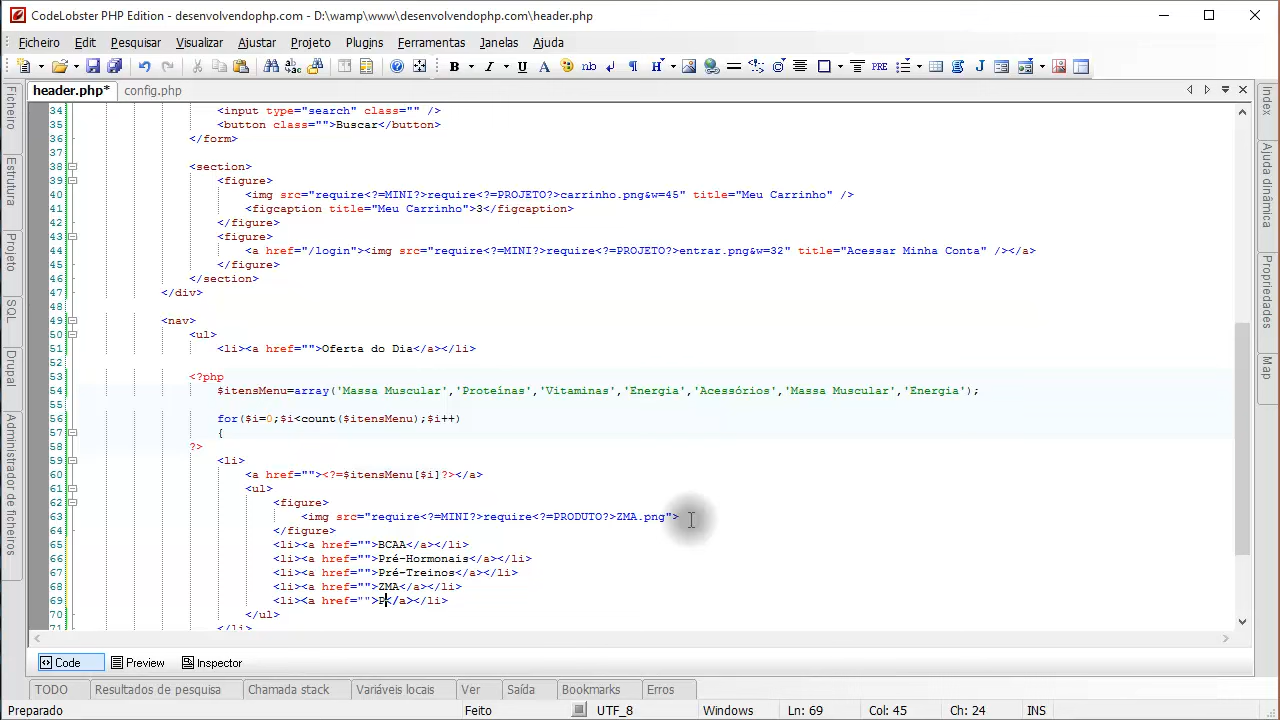 CodeLobster PHP Edition - desenvolvendophp.com - D:\wamp\www\desenvolvendophp.com\header.php
Ficheiro Edit Pesquisar Visualizar Ajustar Projeto Plugins Ferramentas Janelas Ajuda
B I U A nb H PRE J
header.php* config.php
Ficheiro
Estrutura
Projeto
SQL
Drupal
Administrador de ficheiros
34 <input type="search" class="" />
35 <button class="">Buscar</button>
36 </form>
37
38 <section>
39 <figure>
40 <img src="require<?=MINI?>require<?=PROJETO?>carrinho.png&w=45" title="Meu Carrinho" />
41 <figcaption title="Meu Carrinho">3</figcaption>
42 </figure>
43 <figure>
44 <a href="/login"><img src="require<?=MINI?>require<?=PROJETO?>entrar.png&w=32" title="Acessar Minha Conta" /></a>
45 </figure>
46 </section>
47 </div>
48
49 <nav>
50 <ul>
51 <li><a href="">Oferta do Dia</a></li>
52
53 <?php
54 $itensMenu=array('Massa Muscular','Proteínas','Vitaminas','Energia','Acessórios','Massa Muscular','Energia');
55
56 for($i=0;$i<count($itensMenu);$i++)
57 {
58 ?>
59 <li>
60 <a href=""><?=$itensMenu[$i]?></a>
61 <ul>
62 <figure>
63 <img src="require<?=MINI?>require<?=PRODUTO?>ZMA.png">
64 </figure>
65 <li><a href="">BCAA</a></li>
66 <li><a href="">Pré-Hormonais</a></li>
67 <li><a href="">Pré-Treinos</a></li>
68 <li><a href="">ZMA</a></li>
69 <li><a href="">P</a></li>
70 </ul>
71 </li>
Index
Ajuda dinâmica
Propriedades
Map
Code Preview Inspector
TODO Resultados de pesquisa Chamada stack Variáveis locais Ver Saída Bookmarks Erros
Preparado Feito UTF_8 Windows Ln: 69 Col: 45 Ch: 24 INS